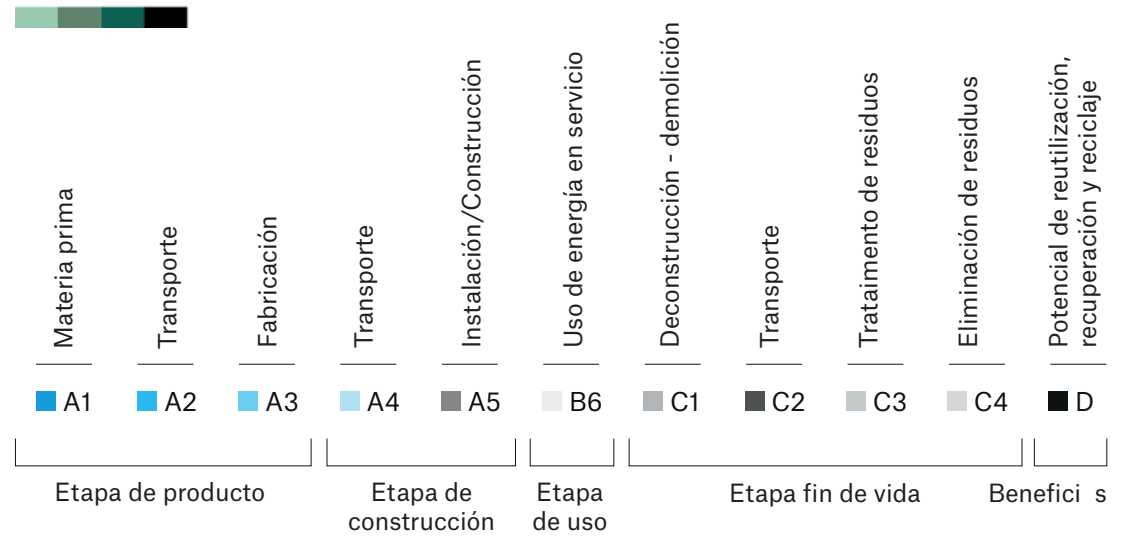 Materia prima
Transporte
Fabricación
Transporte
Instalación/Construcción
Uso de energía en servicio
Deconstrucción - demolición
Transporte
Trataimento de residuos
Eliminación de residuos
Potencial de reutilización,
recuperación y reciclaje
A1 A2 A3 A4 A5 B6 C1 C2 C3 C4 D
Etapa de producto
Etapa de
construcción
Etapa
de uso
Etapa fin de vida
Benefici s